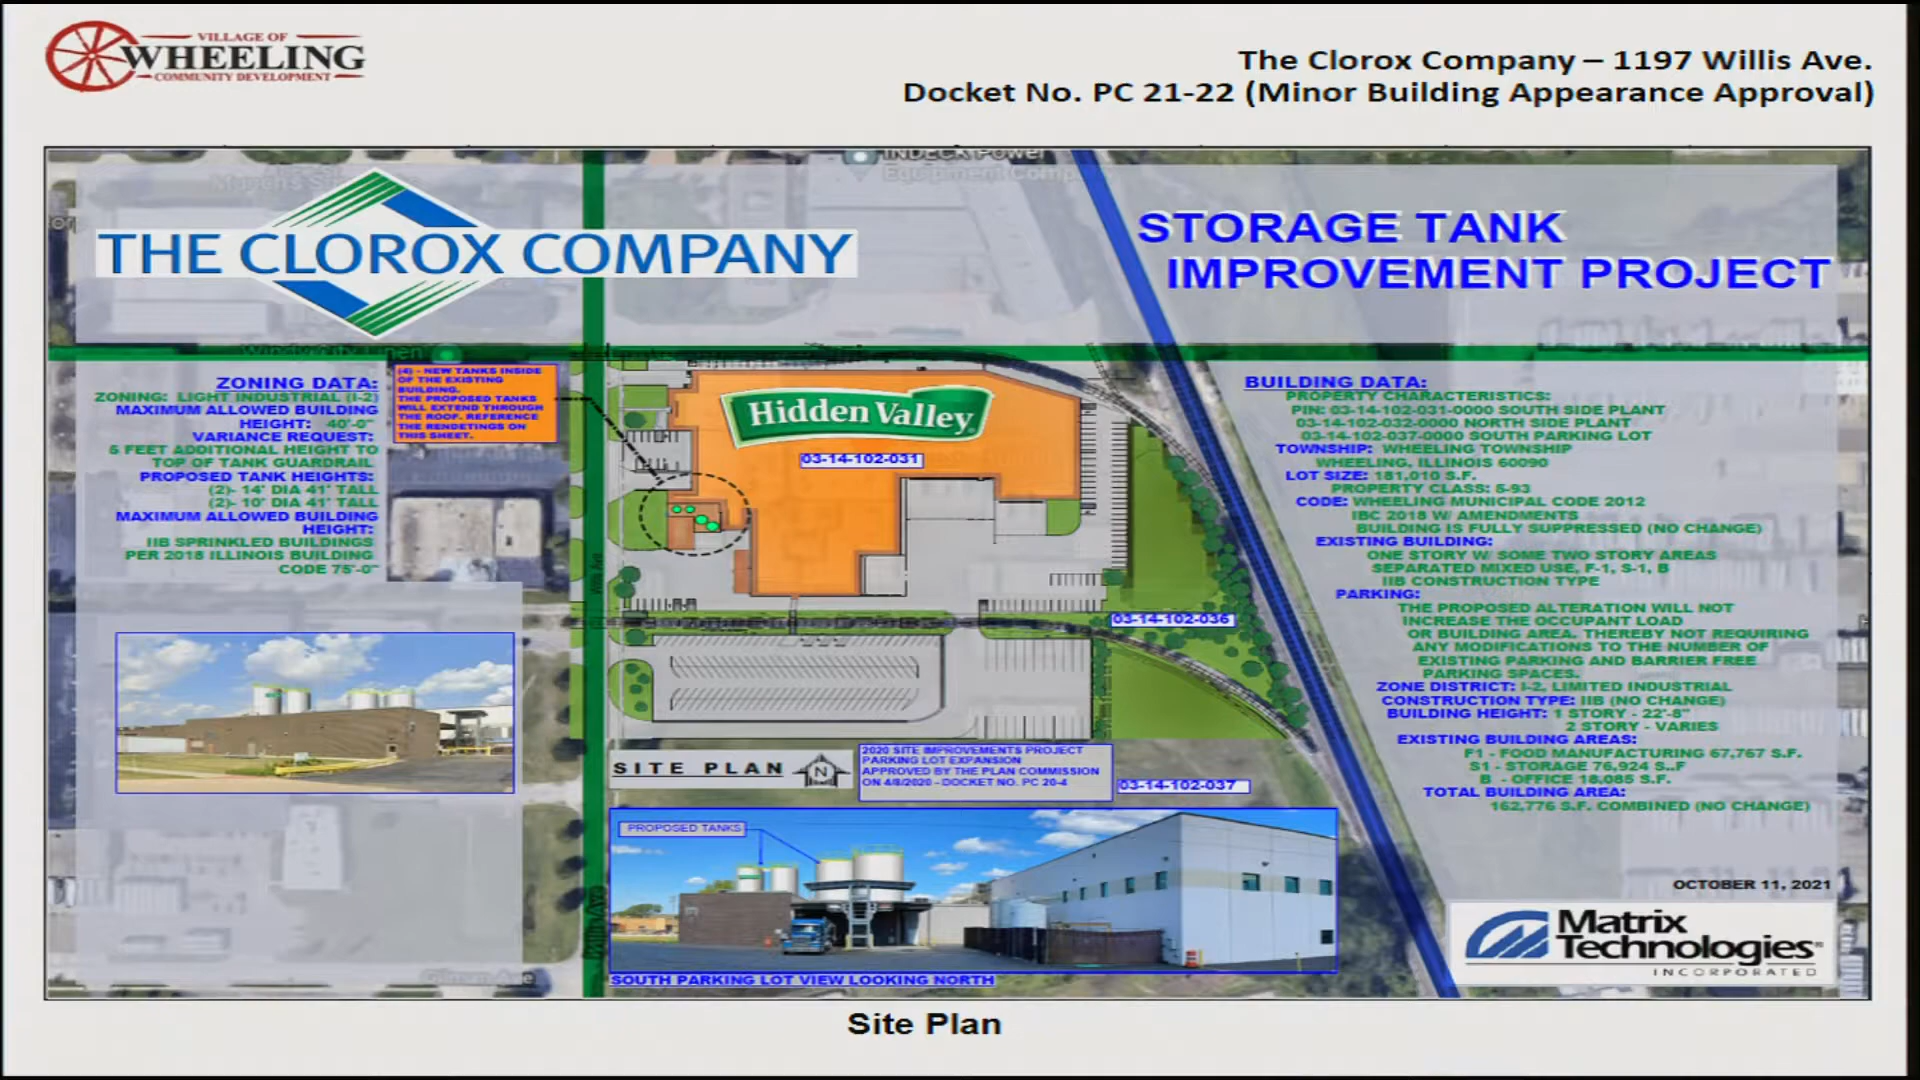 VILLAGE OF
WHEELING
COMMUNITY DEVELOPMENT
The Clorox Company – 1197 Willis Ave.
Docket No. PC 21-22 (Minor Building Appearance Approval)
INDECK Power
Equipment Comp
THE CLOROX COMPANY
STORAGE TANK
IMPROVEMENT PROJECT
Windy City Linen
ZONING DATA:
ZONING: LIGHT INDUSTRIAL (I-2)
MAXIMUM ALLOWED BUILDING
HEIGHT: 40'-0"
VARIANCE REQUEST:
5 FEET ADDITIONAL HEIGHT TO
TOP OF TANK GUARDRAIL
PROPOSED TANK HEIGHTS:
(2)- 14' DIA 41' TALL
(2)- 10' DIA 41' TALL
MAXIMUM ALLOWED BUILDING
HEIGHT:
IIB SPRINKLED BUILDINGS
PER 2018 ILLINOIS BUILDING
CODE 75'-0"
(4) - NEW TANKS INSIDE
OF THE EXISTING
BUILDING.
THE PROPOSED TANKS
WILL EXTEND THROUGH
THE ROOF. REFERENCE
THE RENDETINGS ON
THIS SHEET.
Hidden Valley
03-14-102-031
Willis Ave
03-14-102-036
BUILDING DATA:
PROPERTY CHARACTERISTICS:
PIN: 03-14-102-031-0000 SOUTH SIDE PLANT
03-14-102-032-0000 NORTH SIDE PLANT
03-14-102-037-0000 SOUTH PARKING LOT
TOWNSHIP: WHEELING TOWNSHIP
WHEELING, ILLINOIS 60090
LOT SIZE: 181,010 S.F.
PROPERTY CLASS: 5-93
CODE: WHEELING MUNICIPAL CODE 2012
IBC 2018 W/ AMENDMENTS
BUILDING IS FULLY SUPPRESSED (NO CHANGE)
EXISTING BUILDING:
ONE STORY W/ SOME TWO STORY AREAS
SEPARATED MIXED USE, F-1, S-1, B
IIB CONSTRUCTION TYPE
PARKING:
THE PROPOSED ALTERATION WILL NOT
INCREASE THE OCCUPANT LOAD
OR BUILDING AREA. THEREBY NOT REQUIRING
ANY MODIFICATIONS TO THE NUMBER OF
EXISTING PARKING AND BARRIER FREE
PARKING SPACES.
ZONE DISTRICT: I-2, LIMITED INDUSTRIAL
CONSTRUCTION TYPE: IIB (NO CHANGE)
BUILDING HEIGHT: 1 STORY - 22'-8"
2 STORY - VARIES
EXISTING BUILDING AREAS:
F1 - FOOD MANUFACTURING 67,767 S.F.
S1 - STORAGE 76,924 S..F
B - OFFICE 18,085 S.F.
TOTAL BUILDING AREA:
162,776 S.F. COMBINED (NO CHANGE)
SITE PLAN
N
2020 SITE IMPROVEMENTS PROJECT
PARKING LOT EXPANSION
APPROVED BY THE PLAN COMMISSION
ON 4/8/2020 - DOCKET NO. PC 20-4
03-14-102-037
PROPOSED TANKS
SOUTH PARKING LOT VIEW LOOKING NORTH
Gilman Ave
OCTOBER 11, 2021
Matrix
Technologies
INCORPORATED
Site Plan